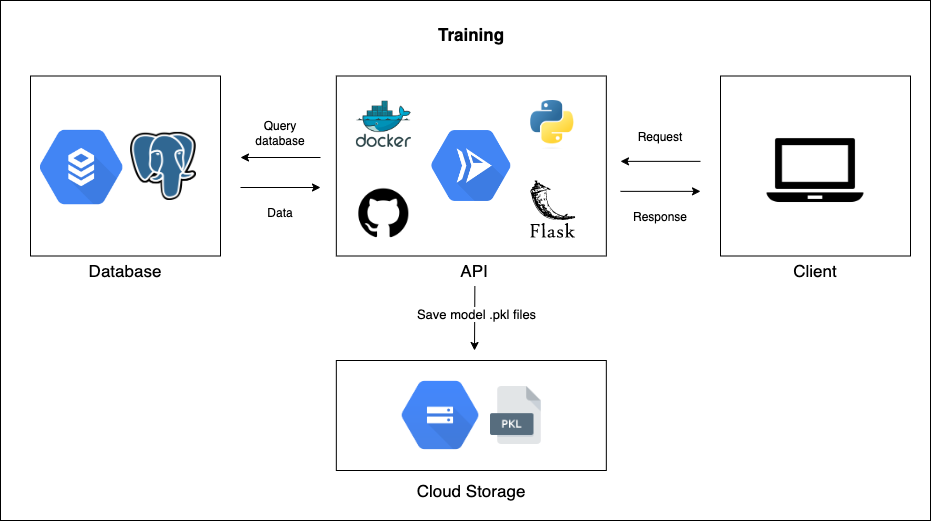 Training
Query
database
Data
docker
Flask
Request
Response
Database
API
Client
Save model .pkl files
PKL
Cloud Storage